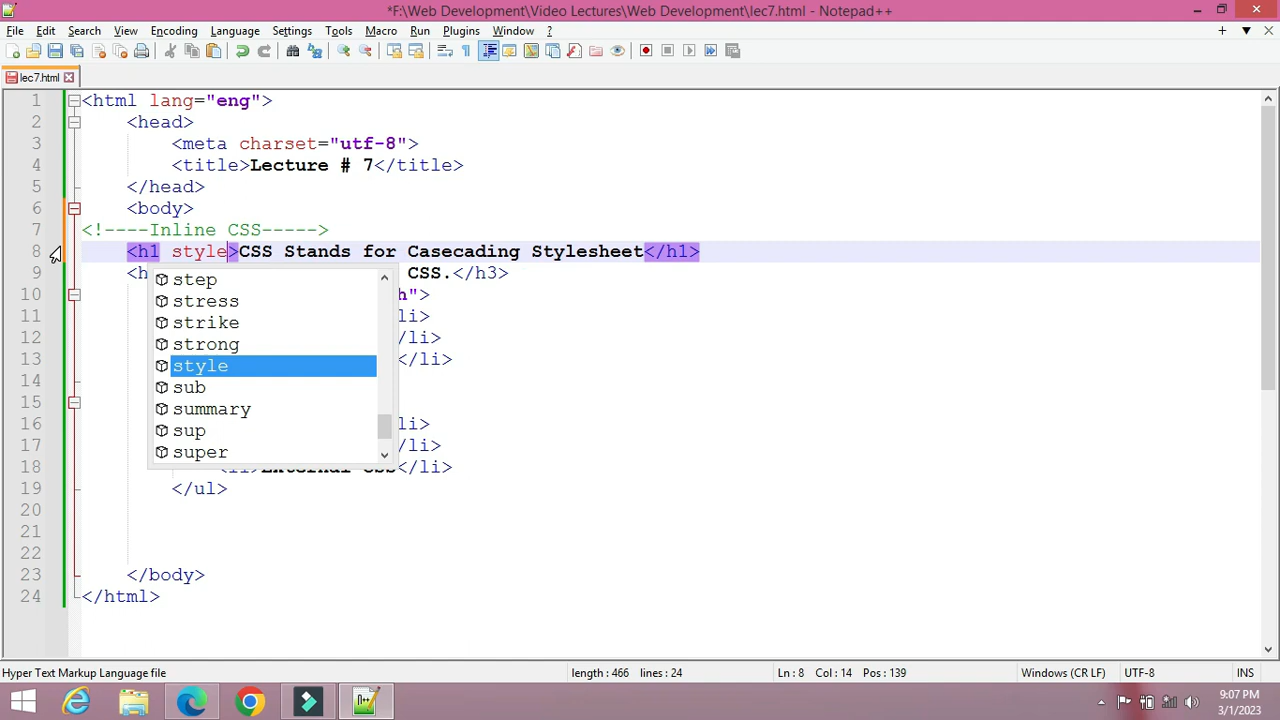 *F:\Web Development\Video Lectures\Web Development\lec7.html - Notepad++
File Edit Search View Encoding Language Settings Tools Macro Run Plugins Window ?
lec7.html
1 <html lang="eng">
2 <head>
3 <meta charset="utf-8">
4 <title>Lecture # 7</title>
5 </head>
6 <body>
7 <!----Inline CSS----->
8 <h1 style>CSS Stands for Casecading Stylesheet</h1>
9 <h CSS.</h3>
step
10 h">
stress
11 li>
strike
12 /li>
strong
13 </li>
style
14
sub
15
summary
16 li>
sup
17 /li>
super
18 </li>
19 </ul>
20
21
22
23 </body>
24 </html>
Hyper Text Markup Language file length : 466 lines : 24 Ln : 8 Col : 14 Pos : 139 Windows (CR LF) UTF-8 INS
9:07 PM
3/1/2023